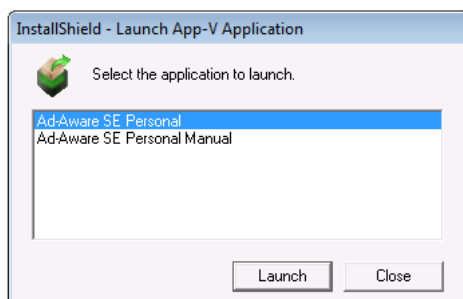 InstallShield - Launch App-V Application
Select the application to launch.
Ad-Aware SE Personal
Ad-Aware SE Personal Manual
Launch Close